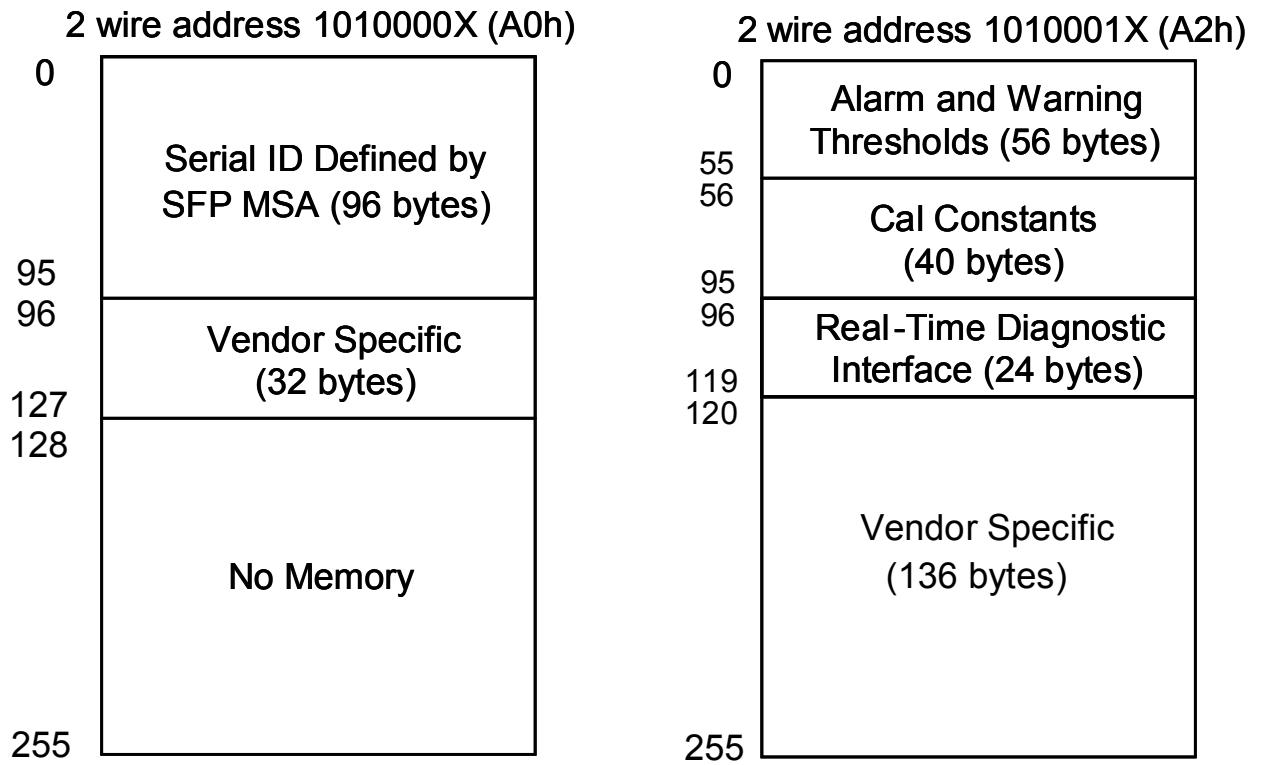 2 wire address 1010000X (A0h)
0
Serial ID Defined by
SFP MSA (96 bytes)
95
96
Vendor Specific
(32 bytes)
127
128
No Memory
255
2 wire address 1010001X (A2h)
0
Alarm and Warning
Thresholds (56 bytes)
55
56
Cal Constants
(40 bytes)
95
96
Real-Time Diagnostic
Interface (24 bytes)
119
120
Vendor Specific
(136 bytes)
255